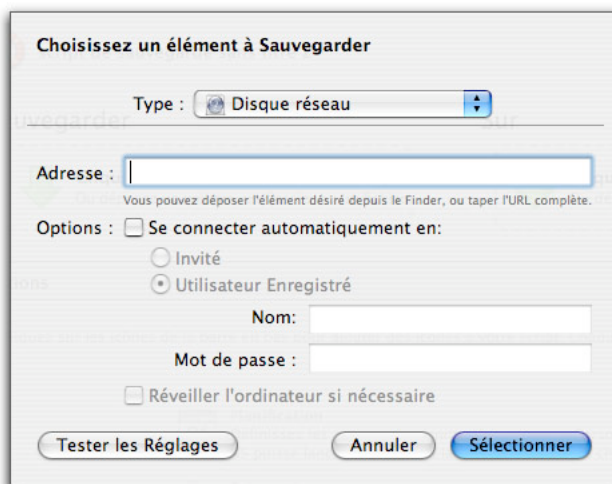 Choisissez un élément à Sauvegarder
Type : Disque réseau
Adresse :
Vous pouvez déposer l'élément désiré depuis le Finder, ou taper l'URL complète.
Options : Se connecter automatiquement en:
Invité
Utilisateur Enregistré
Nom:
Mot de passe :
Réveiller l'ordinateur si nécessaire
Tester les Réglages Annuler Sélectionner